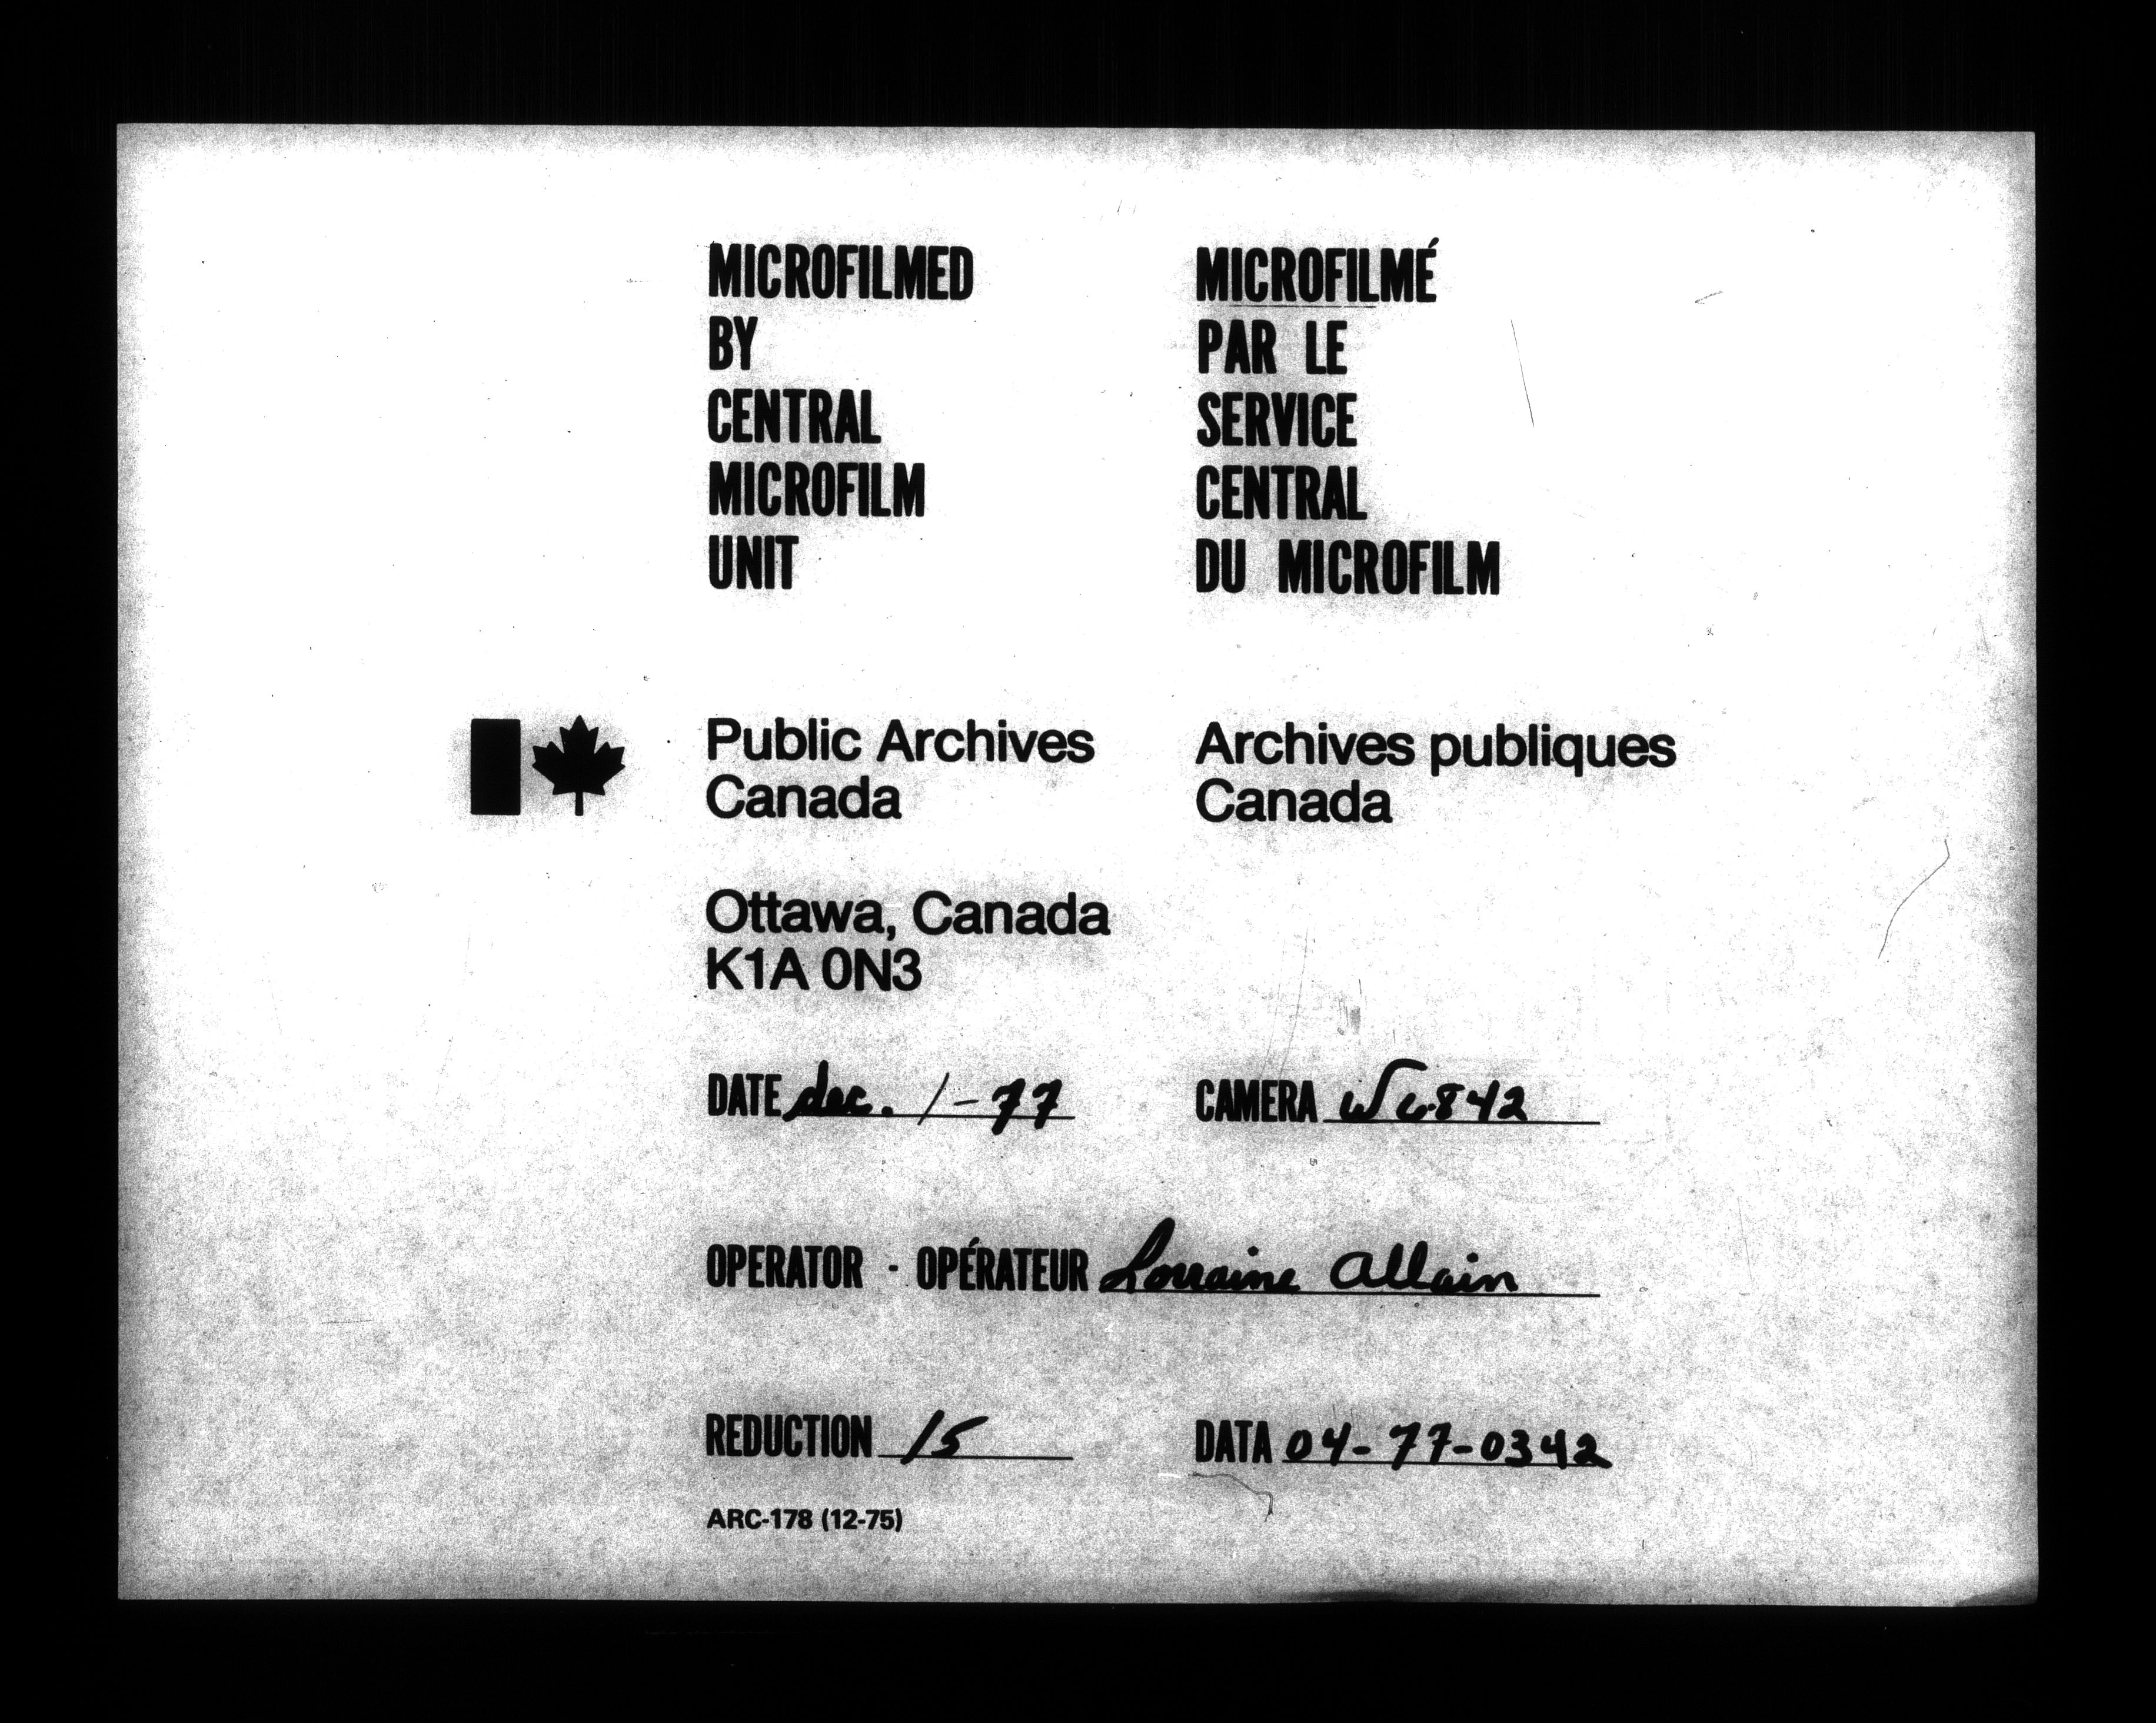 MICROFILMED
BY
CENTRAL
MICROFILM
UNIT
MICROFILMÉ
PAR LE
SERVICE
CENTRAL
DU MICROFILM
Public Archives
Canada
Archives publiques
Canada
Ottawa, Canada
K1A 0N3
DATE dec. 1-77
CAMERA
OPERATOR - OPÉRATEUR Lorraine Allain
REDUCTION 15
DATA 04-77-0342
ARC-178 (12-75)